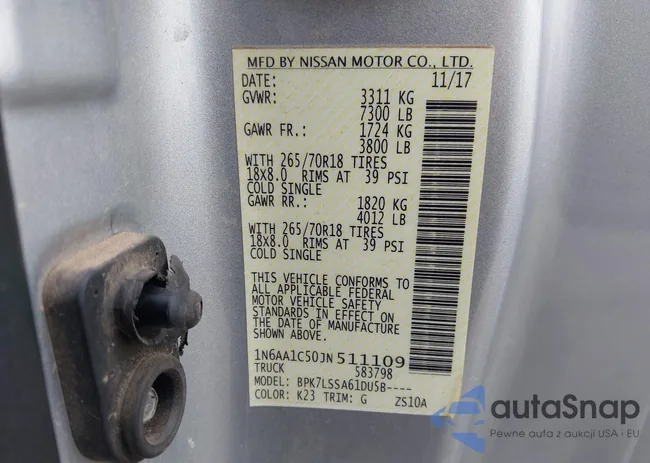 MFD BY NISSAN MOTOR CO., LTD.
DATE: 11/17
GVWR: 3311 KG
7300 LB
GAWR FR.: 1724 KG
3800 LB
WITH 265/70R18 TIRES
18X8.0 RIMS AT 39 PSI
COLD SINGLE
GAWR RR.: 1820 KG
4012 LB
WITH 265/70R18 TIRES
18X8.0 RIMS AT 39 PSI
COLD SINGLE
THIS VEHICLE CONFORMS TO
ALL APPLICABLE FEDERAL
MOTOR VEHICLE SAFETY
STANDARDS IN EFFECT ON
THE DATE OF MANUFACTURE
SHOWN ABOVE.
1N6AA1C50JN511109
TRUCK 583798
MODEL: BPK7LSSA61DU5B----
COLOR: K23 TRIM: G ZS10A
autaSnap
Pewne auta z aukcji USA i EU